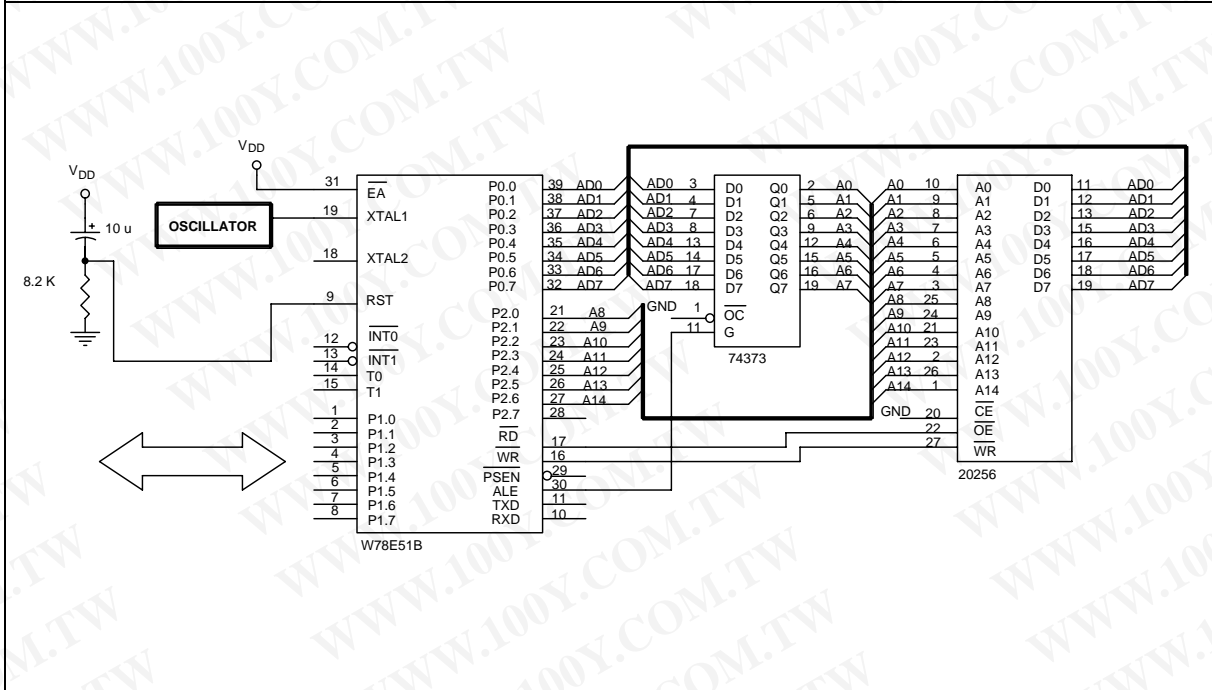 VDD
10 u
8.2 K
VDD
OSCILLATOR
31 EA
19 XTAL1
18 XTAL2
9 RST
12 INT0
13 INT1
14 T0
15 T1
1 P1.0
2 P1.1
3 P1.2
4 P1.3
5 P1.4
6 P1.5
7 P1.6
8 P1.7
P0.0 39 AD0
P0.1 38 AD1
P0.2 37 AD2
P0.3 36 AD3
P0.4 35 AD4
P0.5 34 AD5
P0.6 33 AD6
P0.7 32 AD7
P2.0 21 A8
P2.1 22 A9
P2.2 23 A10
P2.3 24 A11
P2.4 25 A12
P2.5 26 A13
P2.6 27 A14
P2.7 28
RD 17
WR 16
PSEN 29
ALE 30
TXD 11
RXD 10
W78E51B
AD0 3 D0 Q0 2 A0
AD1 4 D1 Q1 5 A1
AD2 7 D2 Q2 6 A2
AD3 8 D3 Q3 9 A3
AD4 13 D4 Q4 12 A4
AD5 14 D5 Q5 15 A5
AD6 17 D6 Q6 16 A6
AD7 18 D7 Q7 19 A7
GND 1 OC
11 G
74373
A0 10 A0 D0 11 AD0
A1 9 A1 D1 12 AD1
A2 8 A2 D2 13 AD2
A3 7 A3 D3 15 AD3
A4 6 A4 D4 16 AD4
A5 5 A5 D5 17 AD5
A6 4 A6 D6 18 AD6
A7 3 A7 D7 19 AD7
A8 25 A8
A9 24 A9
A10 21 A10
A11 23 A11
A12 2 A12
A13 26 A13
A14 1 A14
GND 20 CE
22 OE
27 WR
20256
WWW.100Y.COM.TW